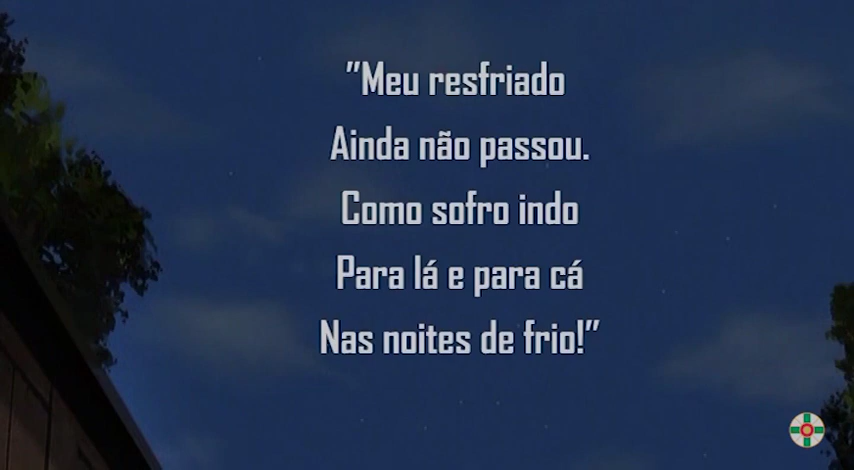 "Meu resfriado
Ainda não passou.
Como sofro indo
Para lá e para cá
Nas noites de frio!"